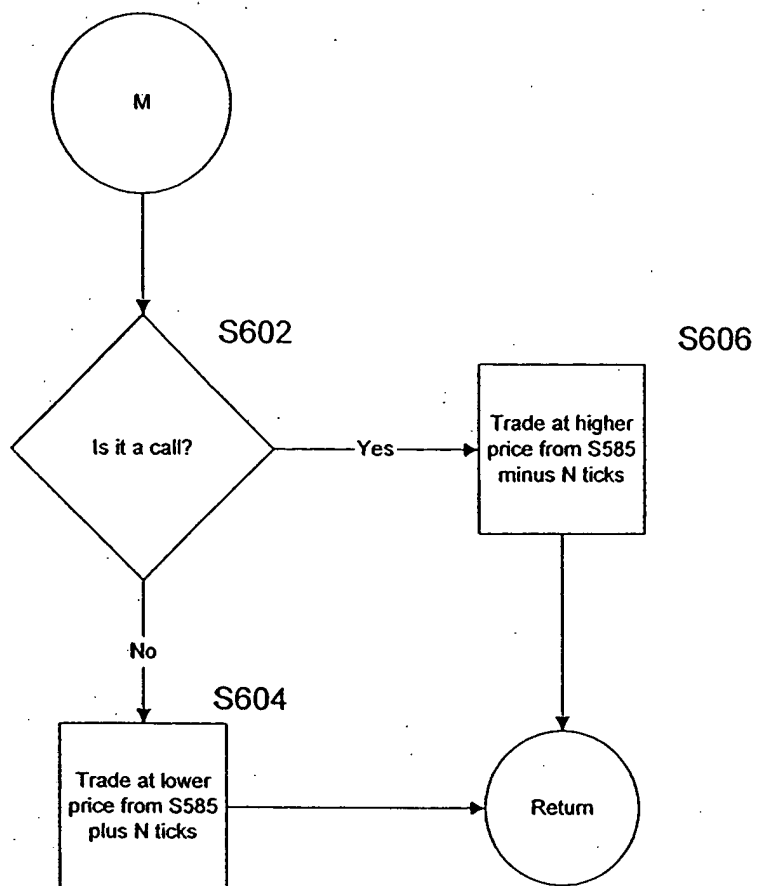 M
S602
S606
Is it a call?
Yes
Trade at higher
price from S585
minus N ticks
No
S604
Trade at lower
price from S585
plus N ticks
Return